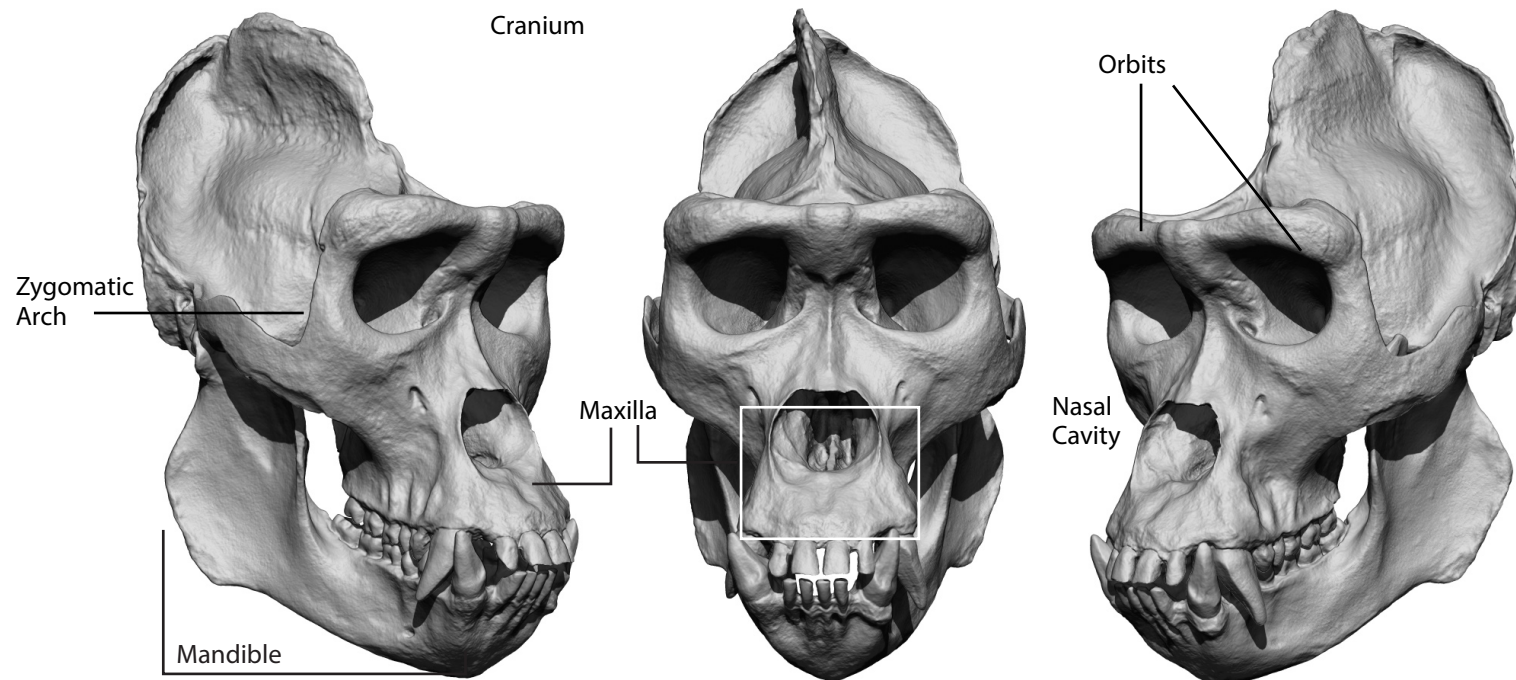 Cranium
Orbits
Zygomatic
Arch
Maxilla
Nasal
Cavity
Mandible